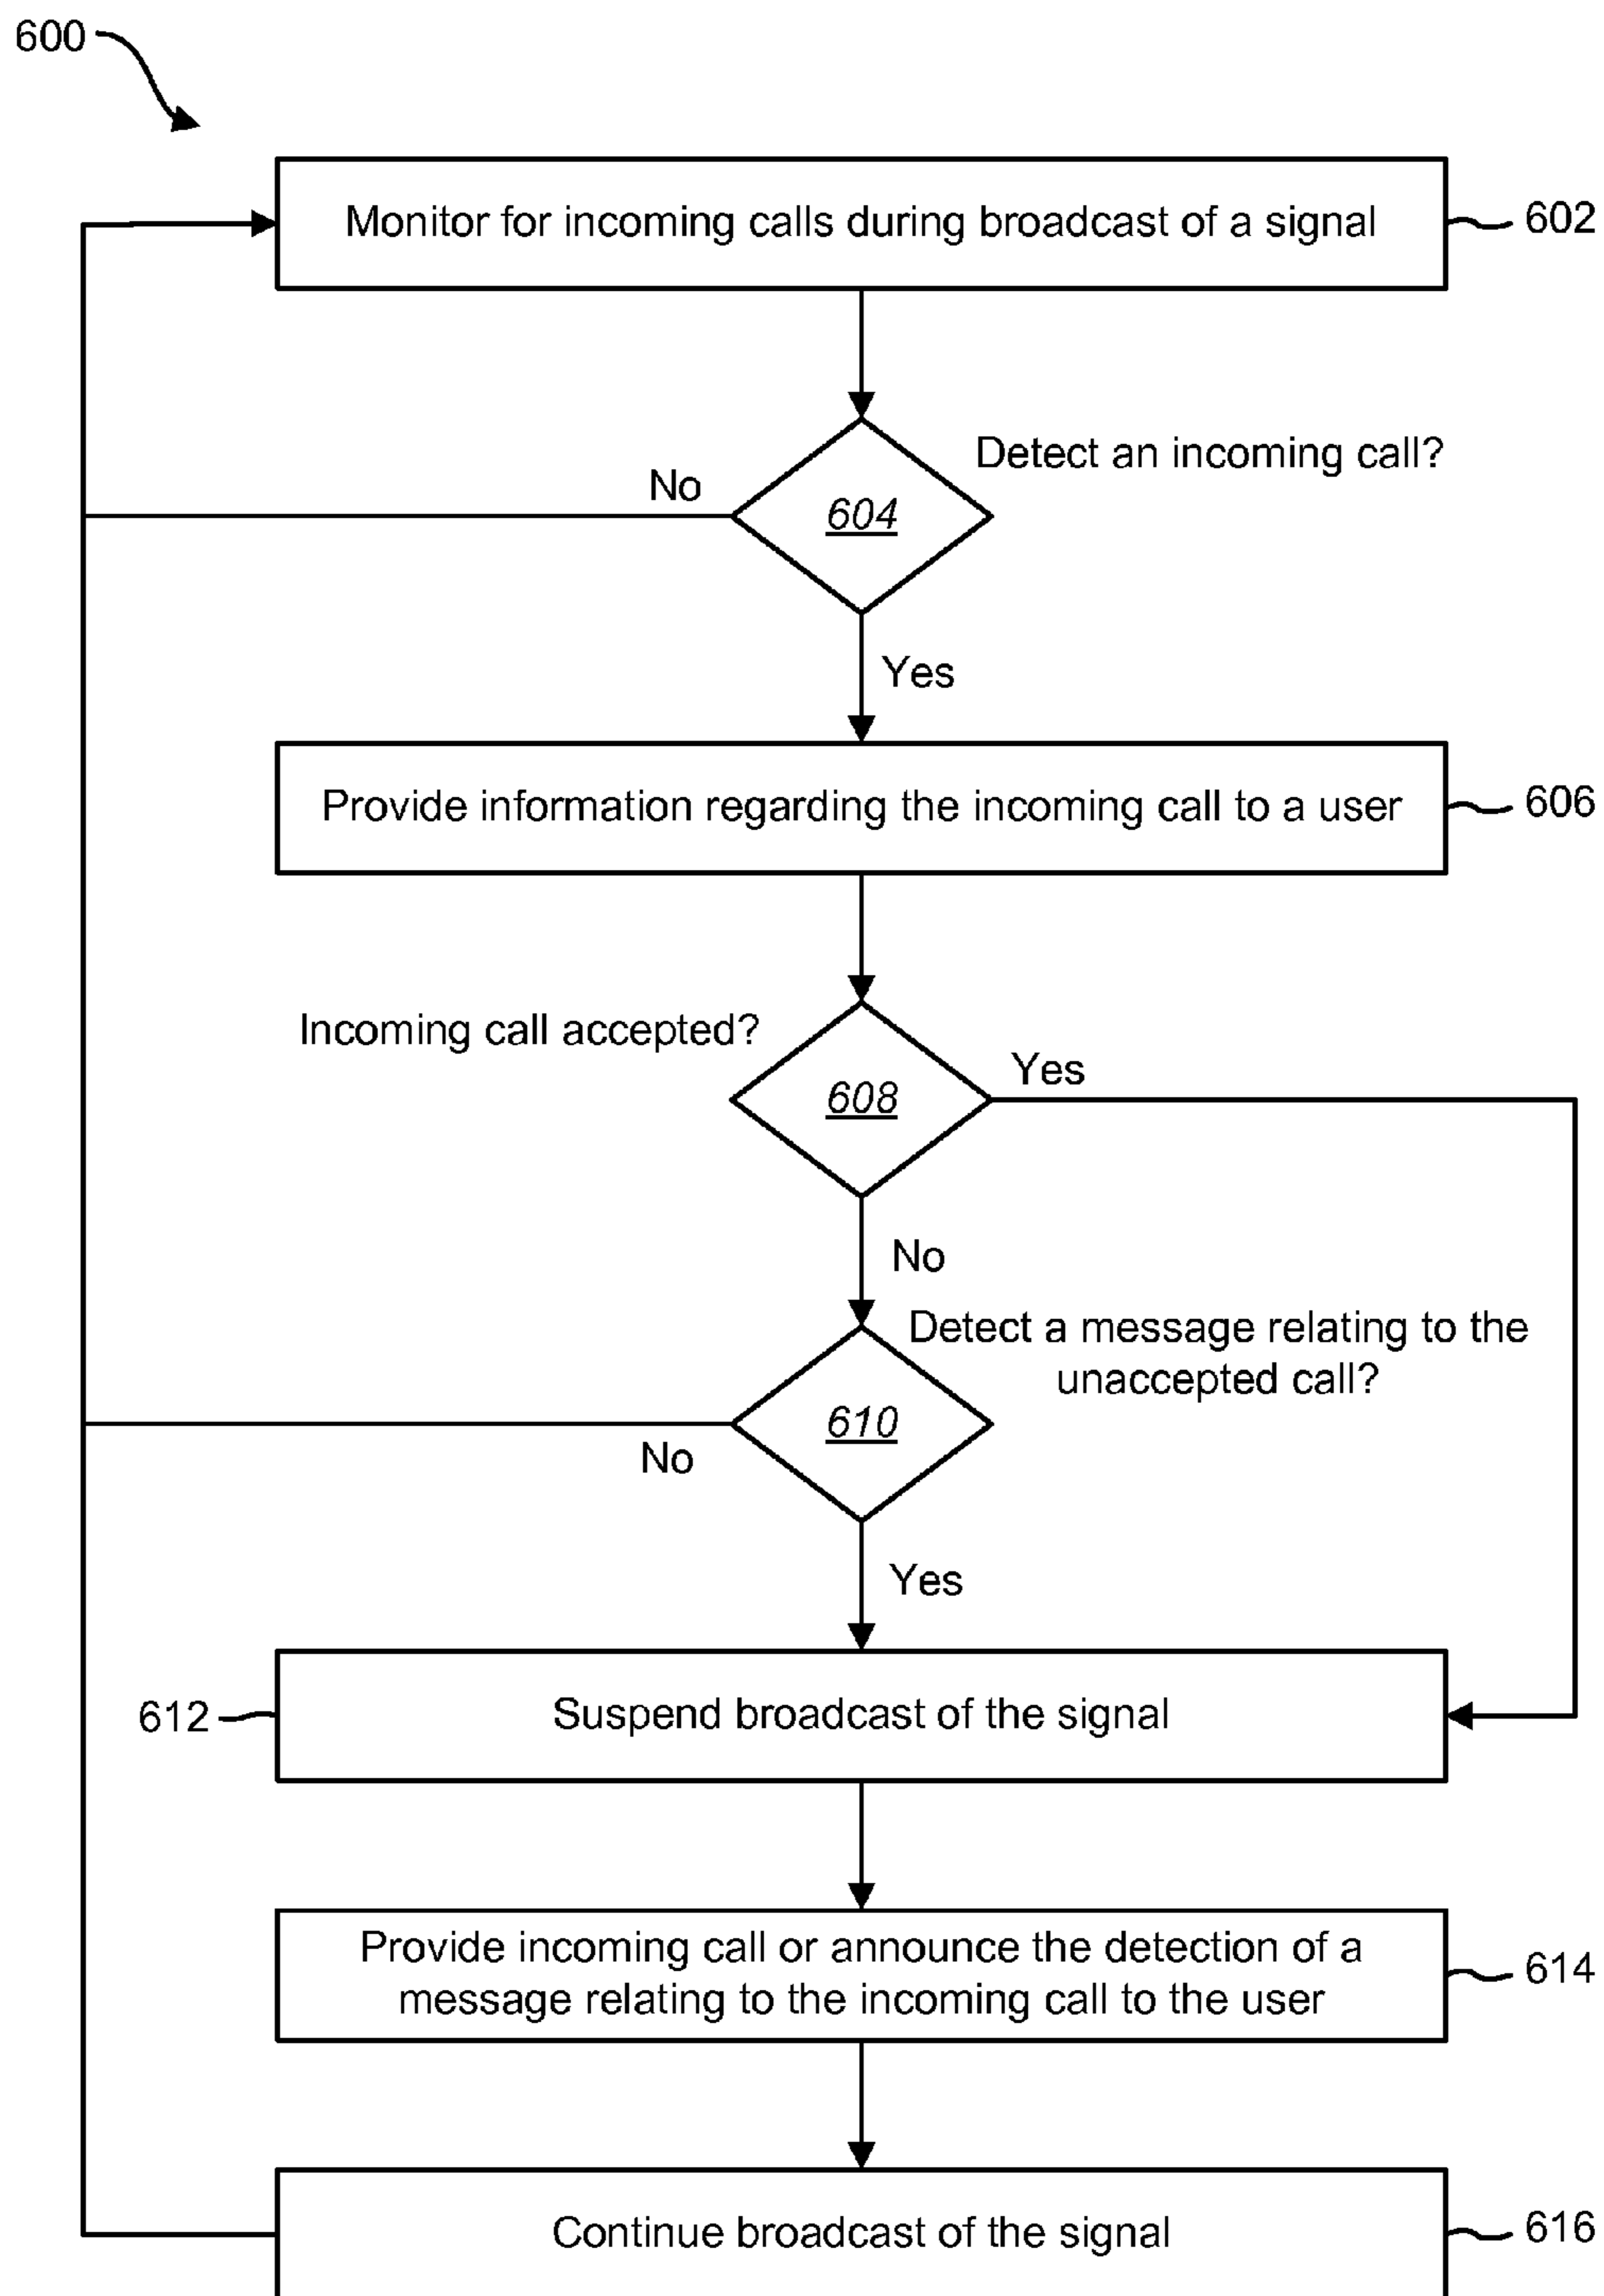 600
Monitor for incoming calls during broadcast of a signal
602
Detect an incoming call?
No
604
Yes
Provide information regarding the incoming call to a user
606
Incoming call accepted?
Yes
608
No
Detect a message relating to the
unaccepted call?
610
No
Yes
612
Suspend broadcast of the signal
Provide incoming call or announce the detection of a
message relating to the incoming call to the user
614
Continue broadcast of the signal
616